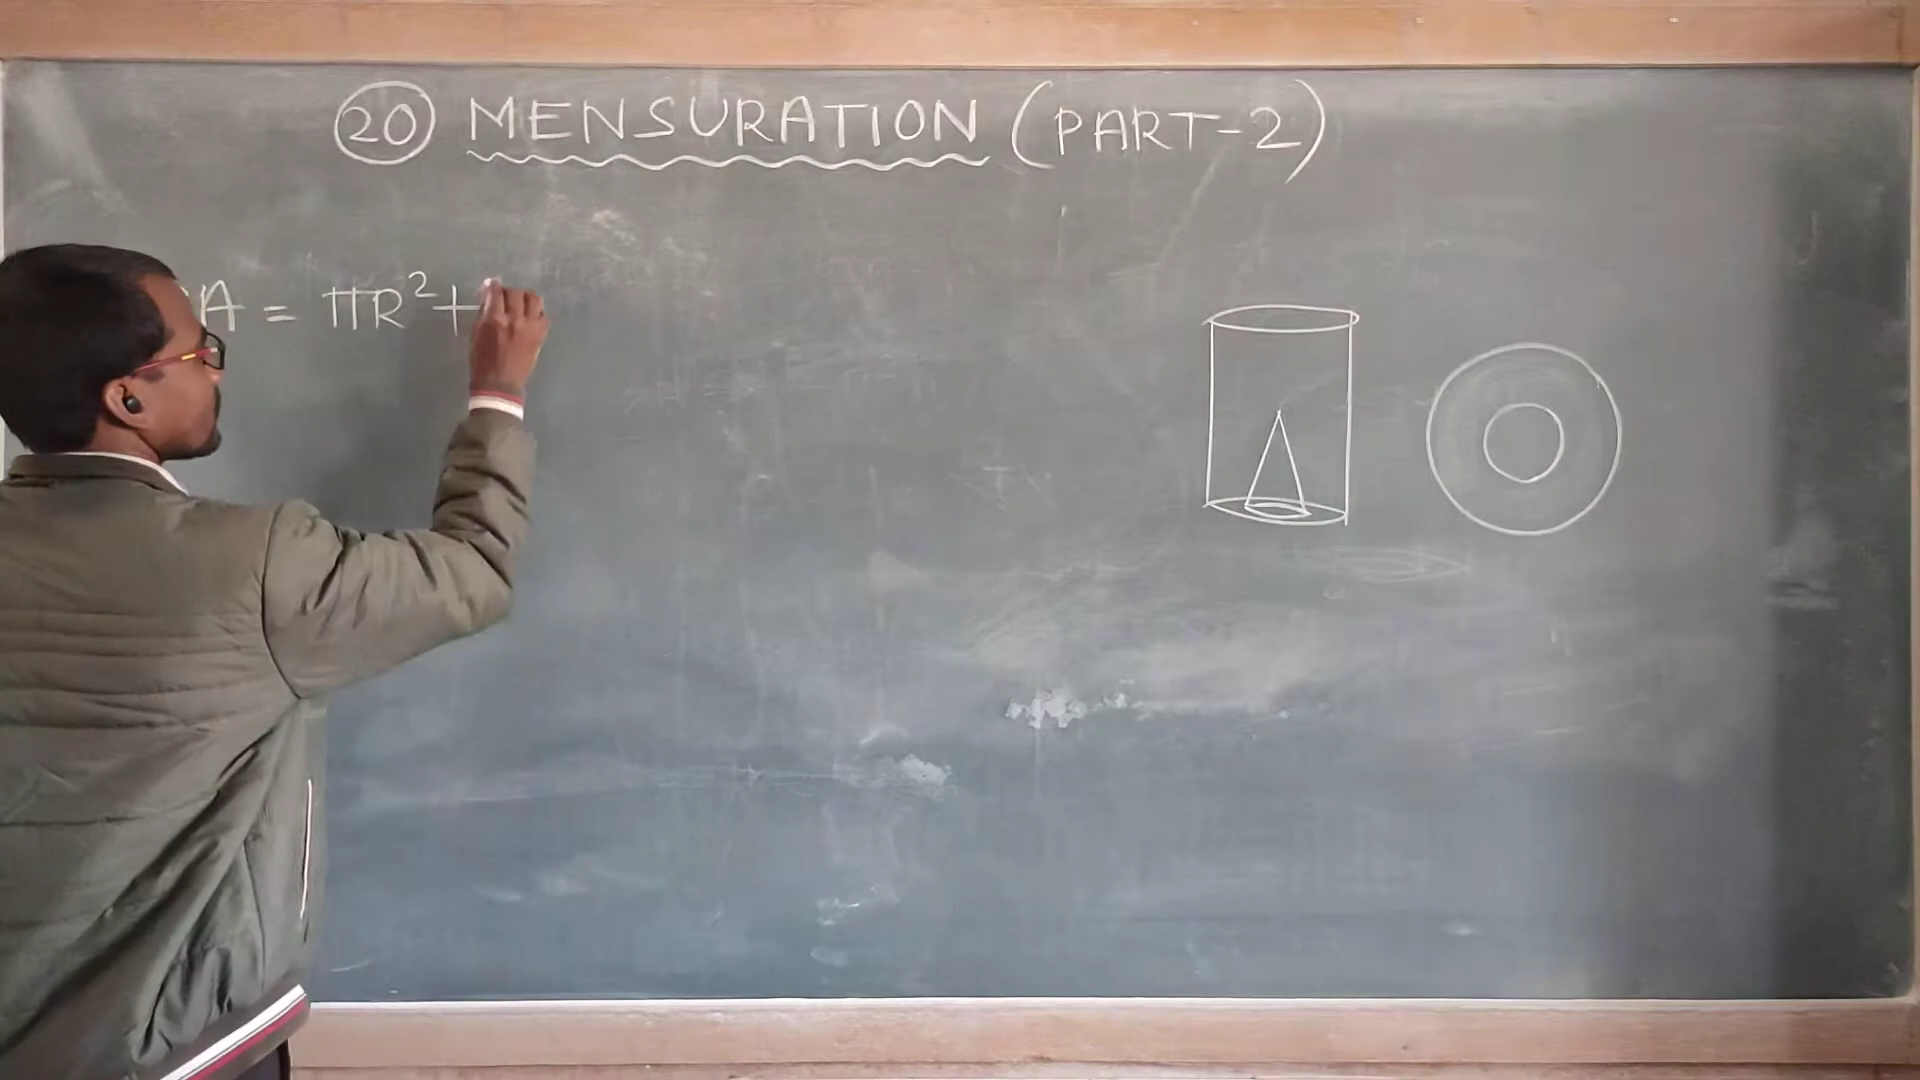 20 MENSURATION (PART-2)
A = πR²+